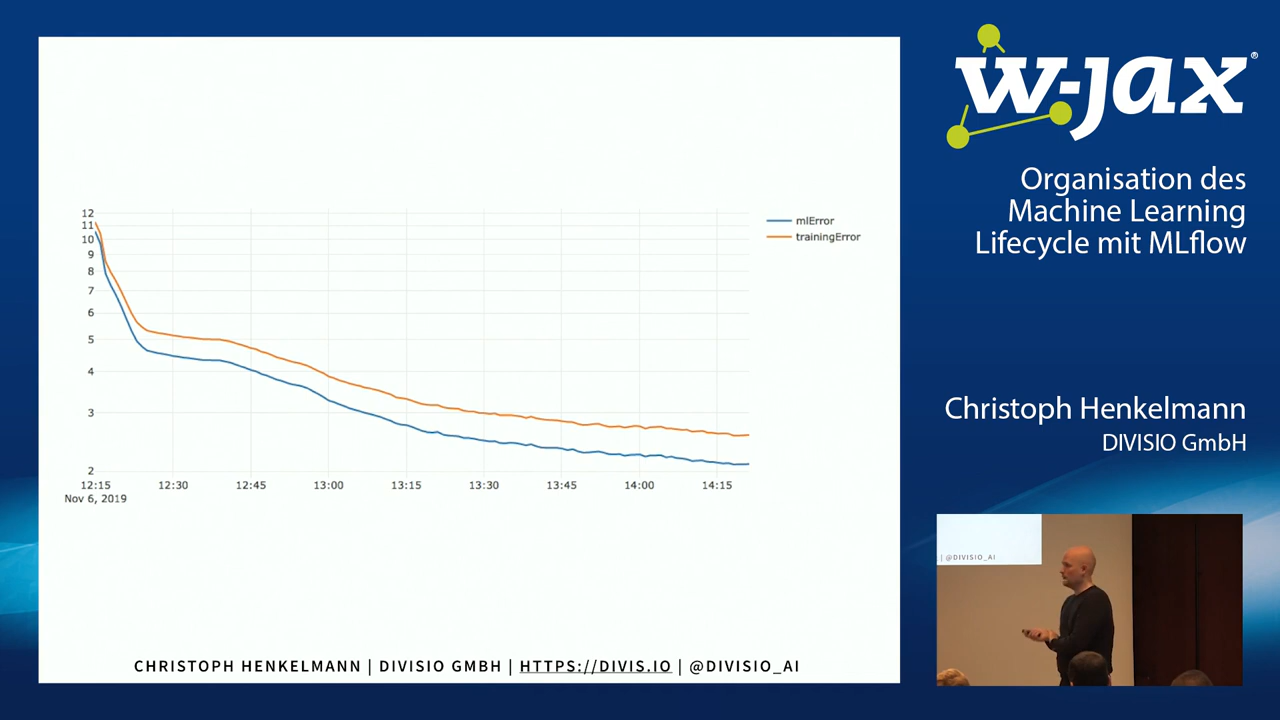 12
11
10
9
8
7
6
5
4
3
2
12:15
12:30
12:45
13:00
13:15
13:30
13:45
14:00
14:15
Nov 6, 2019
mlError
trainingError
CHRISTOPH HENKELMANN | DIVISIO GMBH | HTTPS://DIVIS.IO | @DIVISIO_AI
w-jax®
Organisation des
Machine Learning
Lifecycle mit MLflow
Christoph Henkelmann
DIVISIO GmbH
| @DIVISIO_AI